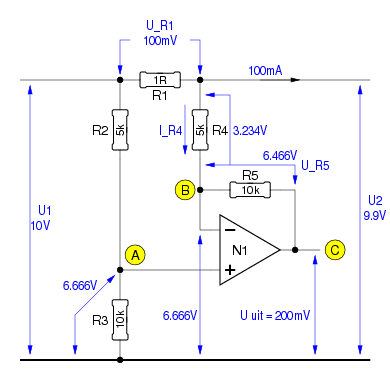 U_R1
100mV
1R
R1
100mA
R2
5k
I_R4
5k
R4
3.234V
6.466V
U_R5
R5
10k
B
U1
10V
U2
9.9V
A
N1
C
6.666V
R3
10k
6.666V
U uit = 200mV